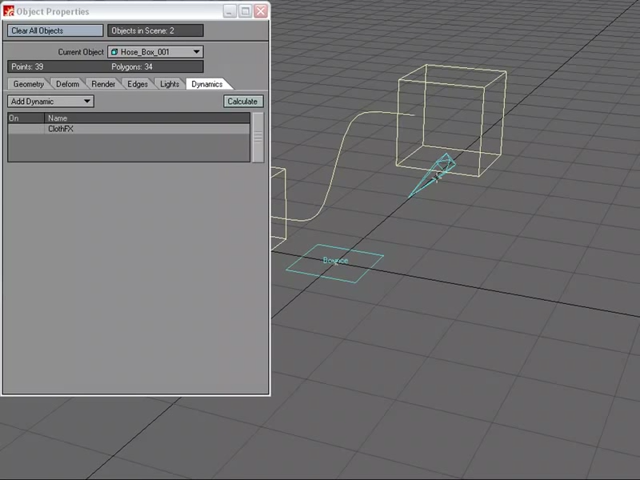 Object Properties
Clear All Objects
Objects in Scene: 2
Current Object
Hose_Box_001
Points: 39
Polygons: 34
Geometry
Deform
Render
Edges
Lights
Dynamics
Add Dynamic
Calculate
On
Name
ClothFX
Bounce